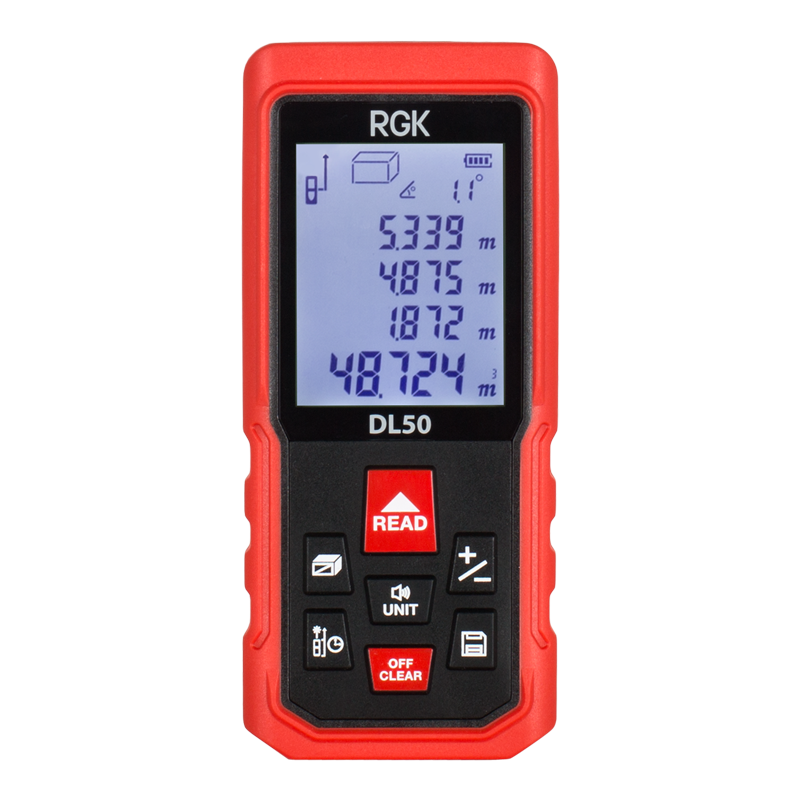 RGK
1.1°
5.339 m
4.875 m
1.872 m
48.724 m³
DL50
READ
+/−
UNIT
OFF
CLEAR